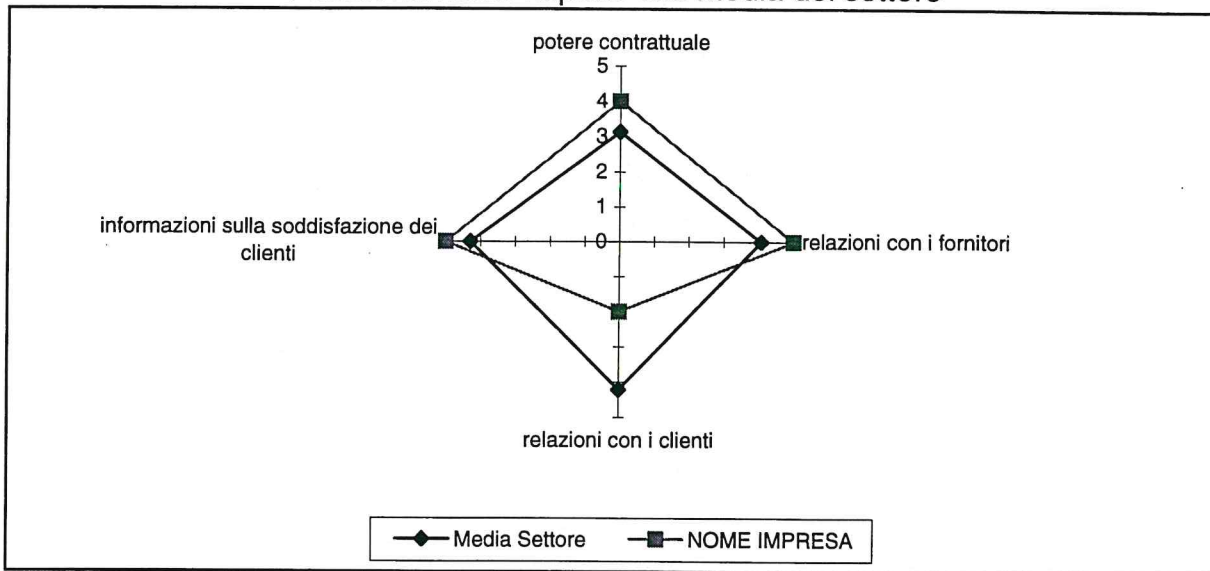 potere contrattuale
5
4
3
2
1
0
informazioni sulla soddisfazione dei
clienti
relazioni con i fornitori
relazioni con i clienti
Media Settore
NOME IMPRESA